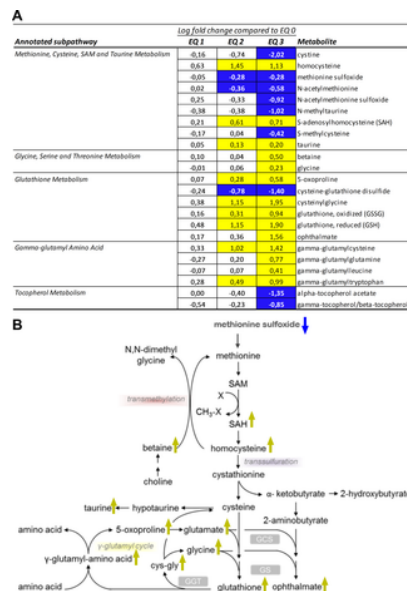 A
Log fold change compared to EQ 0
Annotated subpathway EQ 1 EQ 2 EQ 3 Metabolite
Methionine, Cysteine, SAM and Taurine Metabolism -0,16 -0,74 -2,02 cystine
0,63 1,45 1,13 homocysteine
-0,05 -0,28 -0,28 methionine sulfoxide
0,02 -0,36 -0,58 N-acetylmethionine
0,25 -0,33 -0,92 N-acetylmethionine sulfoxide
-0,38 -0,38 -1,02 N-methyltaurine
0,21 0,61 0,71 S-adenosylhomocysteine (SAH)
-0,17 0,04 -0,42 S-methylcysteine
0,05 0,13 0,20 taurine
Glycine, Serine and Threonine Metabolism 0,10 0,04 0,50 betaine
-0,01 0,06 0,23 glycine
Glutathione Metabolism 0,07 0,28 0,58 5-oxoproline
-0,24 -0,78 -1,40 cysteine-glutathione disulfide
0,38 1,15 1,95 cysteinylglycine
0,16 0,31 0,94 glutathione, oxidized (GSSG)
0,48 1,15 1,90 glutathione, reduced (GSH)
0,17 0,36 1,56 ophthalmate
Gamma-glutamyl Amino Acid 0,33 1,02 1,42 gamma-glutamylcysteine
-0,27 0,20 0,77 gamma-glutamylglutamine
-0,07 0,07 0,41 gamma-glutamylleucine
0,28 0,49 0,99 gamma-glutamyltryptophan
Tocopherol Metabolism 0,00 -0,40 -1,35 alpha-tocopherol acetate
-0,54 -0,23 -0,85 gamma-tocopherol/beta-tocopherol
B
methionine sulfoxide
N,N-dimethyl
glycine
methionine
SAM
transmethylation
X
CH3-X
SAH
betaine
homocysteine
transsulfuration
choline
cystathionine
α- ketobutyrate
2-hydroxybutyrate
taurine
hypotaurine
cysteine
2-aminobutyrate
amino acid
5-oxoproline
glutamate
GCS
γ-glutamyl cycle
glycine
γ-glutamyl-amino acid
cys-gly
GS
GGT
amino acid
glutathione
ophthalmate